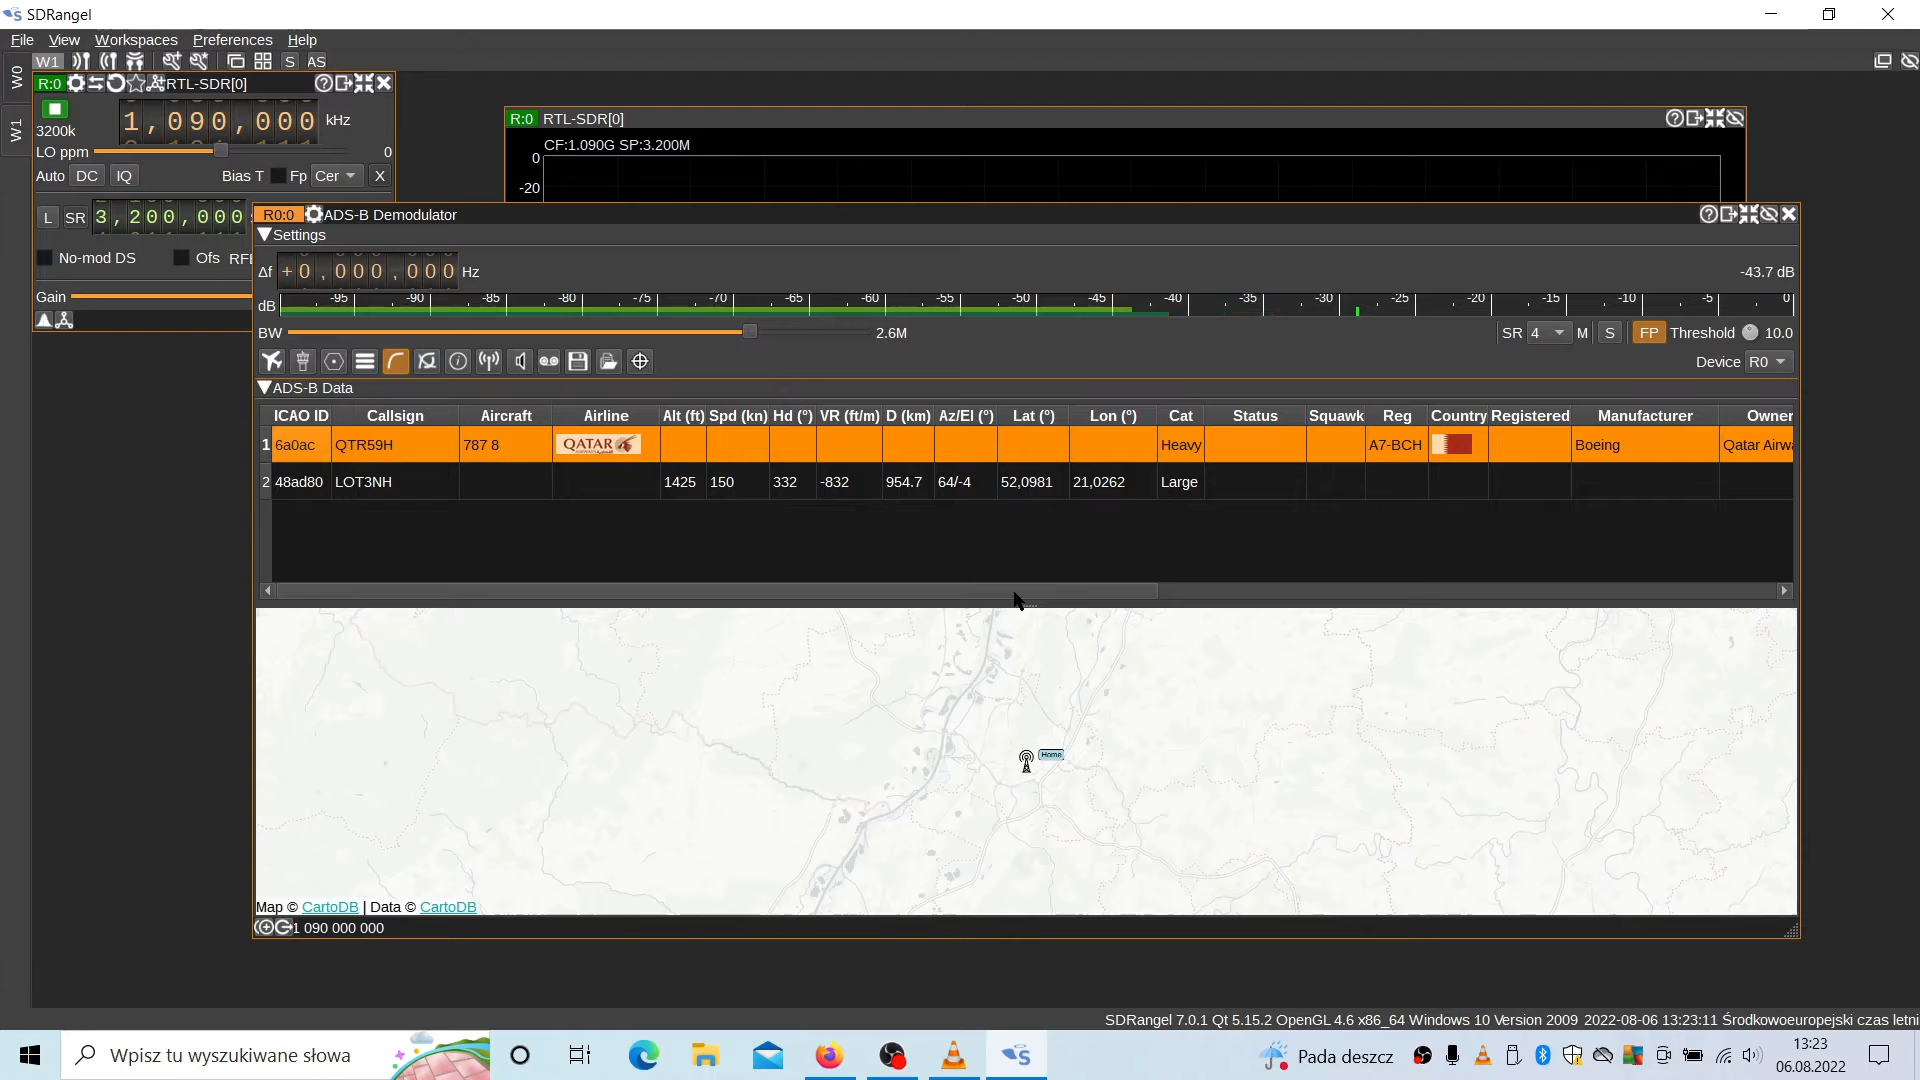 SDRangel
File View Workspaces Preferences Help
W1 S AS
W0
W1
R:0 RTL-SDR[0]
1,090,000 kHz
3200k
LO ppm 0
Auto DC IQ Bias T Fp Cer X
L SR 3,200,000
No-mod DS Ofs
Gain
R:0 RTL-SDR[0]
CF:1.090G SP:3.200M
0
-20
R0:0 ADS-B Demodulator
Settings
Δf +0,000,000 Hz -43.7 dB
dB -95 -90 -85 -80 -75 -70 -65 -60 -55 -50 -45 -40 -35 -30 -25 -20 -15 -10 -5 0
BW 2.6M SR 4 M S FP Threshold 10.0
Device R0
ADS-B Data
ICAO ID Callsign Aircraft Airline Alt (ft) Spd (kn) Hd (°) VR (ft/m) D (km) Az/El (°) Lat (°) Lon (°) Cat Status Squawk Reg Country Registered Manufacturer Owner
1 6a0ac QTR59H 787 8 QATAR Heavy A7-BCH Boeing Qatar Airwa
2 48ad80 LOT3NH 1425 150 332 -832 954.7 64/-4 52,0981 21,0262 Large
Home
Map © CartoDB | Data © CartoDB
1 090 000 000
SDRangel 7.0.1 Qt 5.15.2 OpenGL 4.6 x86_64 Windows 10 Version 2009 2022-08-06 13:23:11 Środkowoeuropejski czas letni
Wpisz tu wyszukiwane słowa
Pada deszcz
13:23
06.08.2022